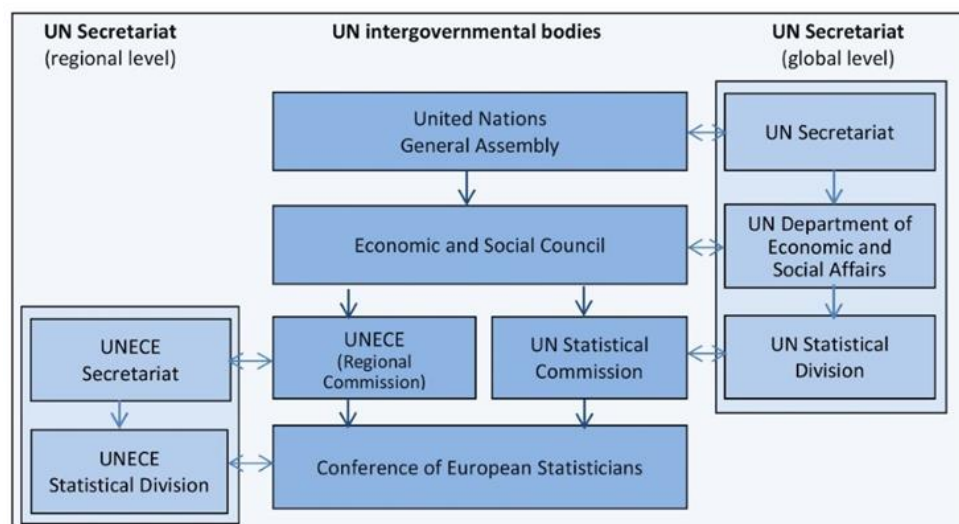 UN Secretariat
(regional level)
UN intergovernmental bodies
UN Secretariat
(global level)
United Nations
General Assembly
UN Secretariat
Economic and Social Council
UN Department of
Economic and
Social Affairs
UNECE
Secretariat
UNECE
(Regional
Commission)
UN Statistical
Commission
UN Statistical
Division
UNECE
Statistical Division
Conference of European Statisticians